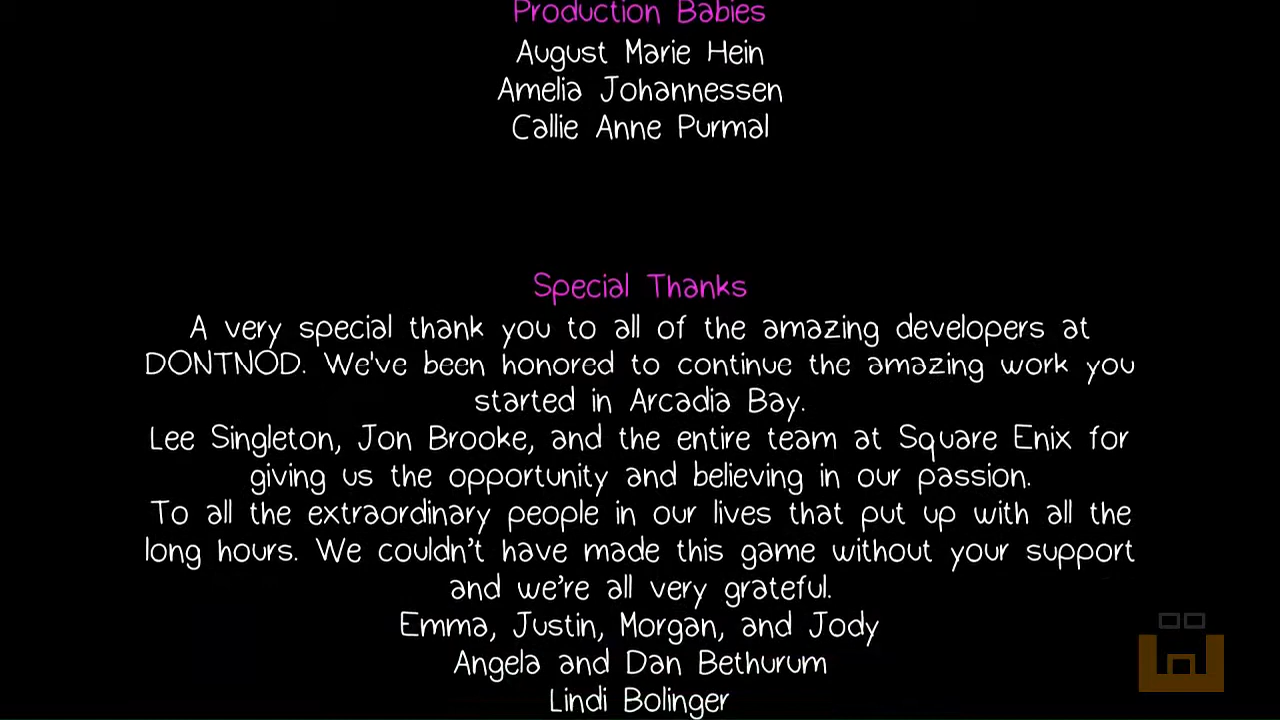 Production Babies
August Marie Hein
Amelia Johannessen
Callie Anne Purmal
Special Thanks
A very special thank you to all of the amazing developers at
DONTNOD. We've been honored to continue the amazing work you
started in Arcadia Bay.
Lee Singleton, Jon Brooke, and the entire team at Square Enix for
giving us the opportunity and believing in our passion.
To all the extraordinary people in our lives that put up with all the
long hours. We couldn’t have made this game without your support
and we’re all very grateful.
Emma, Justin, Morgan, and Jody
Angela and Dan Bethurum
Lindi Bolinger